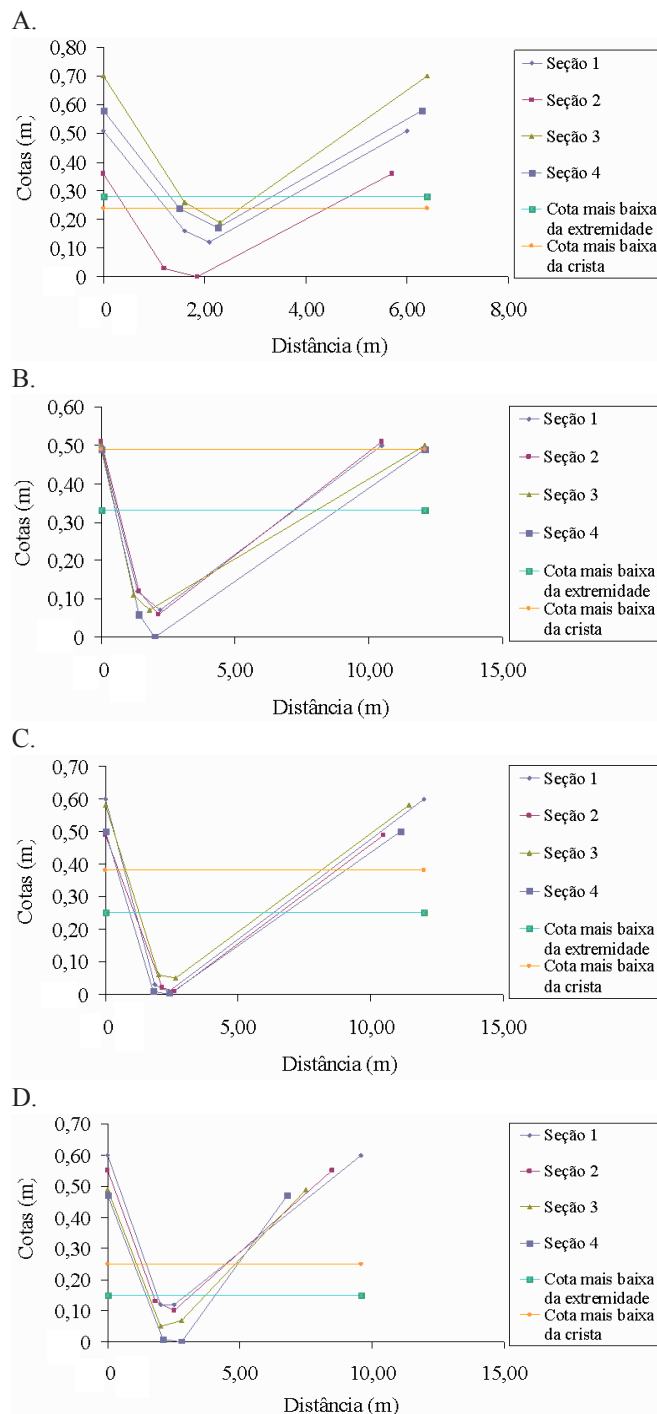 A.
Cotas (m)
0,80
0,70
0,60
0,50
0,40
0,30
0,20
0,10
0
0
2,00
4,00
6,00
8,00
Distância (m)
Seção 1
Seção 2
Seção 3
Seção 4
Cota mais baixa
da extremidade
Cota mais baixa
da crista
B.
Cotas (m)
0,60
0,50
0,40
0,30
0,20
0,10
0
0
5,00
10,00
15,00
Distância (m)
Seção 1
Seção 2
Seção 3
Seção 4
Cota mais baixa
da extremidade
Cota mais baixa
da crista
C.
Cotas (m)
0,70
0,60
0,50
0,40
0,30
0,20
0,10
0
0
5,00
10,00
15,00
Distância (m)
Seção 1
Seção 2
Seção 3
Seção 4
Cota mais baixa
da extremidade
Cota mais baixa
da crista
D.
Cotas (m)
0,70
0,60
0,50
0,40
0,30
0,20
0,10
0
0
5,00
10,00
15,00
Distância (m)
Seção 1
Seção 2
Seção 3
Seção 4
Cota mais baixa
da extremidade
Cota mais baixa
da crista